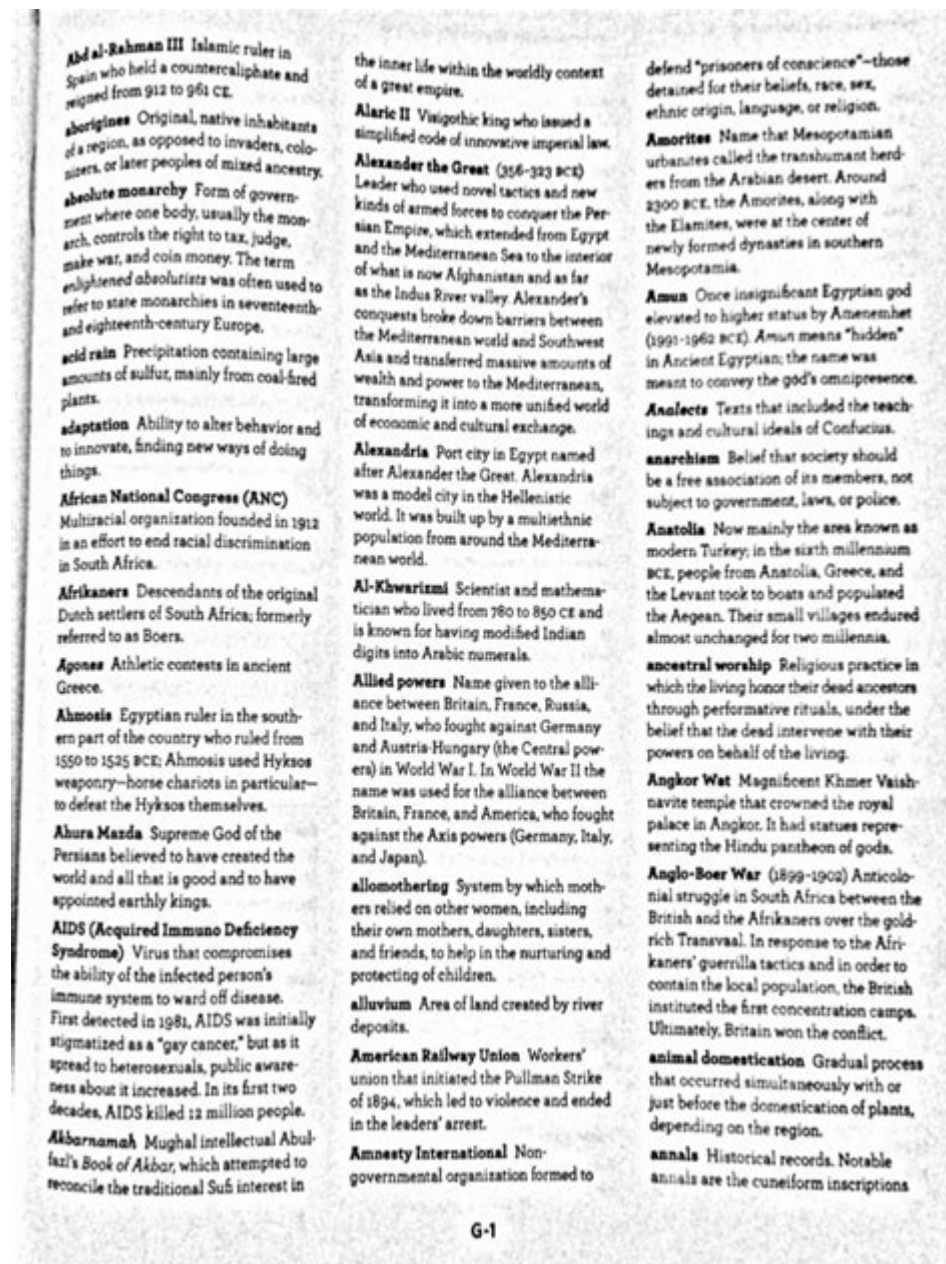 Abd al-Rahman III Islamic ruler in
Spain who held a countercaliphate and
reigned from 912 to 961 CE.
aborigines Original, native inhabitants
of a region, as opposed to invaders, colo-
nizers, or later peoples of mixed ancestry.
absolute monarchy Form of govern-
ment where one body, usually the mon-
arch, controls the right to tax, judge,
make war, and coin money. The term
enlightened absolutists was often used to
refer to state monarchies in seventeenth-
and eighteenth-century Europe.
acid rain Precipitation containing large
amounts of sulfur, mainly from coal-fired
plants.
adaptation Ability to alter behavior and
to innovate, finding new ways of doing
things.
African National Congress (ANC)
Multiracial organization founded in 1912
in an effort to end racial discrimination
in South Africa.
Afrikaners Descendants of the original
Dutch settlers of South Africa; formerly
referred to as Boers.
Agones Athletic contests in ancient
Greece.
Ahmosis Egyptian ruler in the south-
ern part of the country who ruled from
1550 to 1525 BCE; Ahmosis used Hyksos
weaponry—horse chariots in particular—
to defeat the Hyksos themselves.
Ahura Mazda Supreme God of the
Persians believed to have created the
world and all that is good and to have
appointed earthly kings.
AIDS (Acquired Immuno Deficiency
Syndrome) Virus that compromises
the ability of the infected person's
immune system to ward off disease.
First detected in 1981, AIDS was initially
stigmatized as a "gay cancer," but as it
spread to heterosexuals, public aware-
ness about it increased. In its first two
decades, AIDS killed 12 million people.
Akbarnamah Mughal intellectual Abul-
fazl's Book of Akbar, which attempted to
reconcile the traditional Sufi interest in
the inner life within the worldly context
of a great empire.
Alaric II Visigothic king who issued a
simplified code of innovative imperial law.
Alexander the Great (356-323 BCE)
Leader who used novel tactics and new
kinds of armed forces to conquer the Per-
sian Empire, which extended from Egypt
and the Mediterranean Sea to the interior
of what is now Afghanistan and as far
as the Indus River valley. Alexander's
conquests broke down barriers between
the Mediterranean world and Southwest
Asia and transferred massive amounts of
wealth and power to the Mediterranean,
transforming it into a more unified world
of economic and cultural exchange.
Alexandria Port city in Egypt named
after Alexander the Great. Alexandria
was a model city in the Hellenistic
world. It was built up by a multiethnic
population from around the Mediterra-
nean world.
Al-Khwarizmi Scientist and mathema-
tician who lived from 780 to 850 CE and
is known for having modified Indian
digits into Arabic numerals.
Allied powers Name given to the alli-
ance between Britain, France, Russia,
and Italy, who fought against Germany
and Austria-Hungary (the Central pow-
ers) in World War I. In World War II the
name was used for the alliance between
Britain, France, and America, who fought
against the Axis powers (Germany, Italy,
and Japan).
allomothering System by which moth-
ers relied on other women, including
their own mothers, daughters, sisters,
and friends, to help in the nurturing and
protecting of children.
alluvium Area of land created by river
deposits.
American Railway Union Workers'
union that initiated the Pullman Strike
of 1894, which led to violence and ended
in the leaders' arrest.
Amnesty International Non-
governmental organization formed to
defend "prisoners of conscience"—those
detained for their beliefs, race, sex,
ethnic origin, language, or religion.
Amorites Name that Mesopotamian
urbanites called the transhumant herd-
ers from the Arabian desert. Around
2300 BCE, the Amorites, along with
the Elamites, were at the center of
newly formed dynasties in southern
Mesopotamia.
Amun Once insignificant Egyptian god
elevated to higher status by Amenemhet
(1991-1962 BCE). Amun means "hidden"
in Ancient Egyptian; the name was
meant to convey the god's omnipresence.
Analects Texts that included the teach-
ings and cultural ideals of Confucius.
anarchism Belief that society should
be a free association of its members, not
subject to government, laws, or police.
Anatolia Now mainly the area known as
modern Turkey; in the sixth millennium
BCE, people from Anatolia, Greece, and
the Levant took to boats and populated
the Aegean. Their small villages endured
almost unchanged for two millennia.
ancestral worship Religious practice in
which the living honor their dead ancestors
through performative rituals, under the
belief that the dead intervene with their
powers on behalf of the living.
Angkor Wat Magnificent Khmer Vaish-
navite temple that crowned the royal
palace in Angkor. It had statues repre-
senting the Hindu pantheon of gods.
Anglo-Boer War (1899-1902) Anticolo-
nial struggle in South Africa between the
British and the Afrikaners over the gold-
rich Transvaal. In response to the Afri-
kaners' guerrilla tactics and in order to
contain the local population, the British
instituted the first concentration camps.
Ultimately, Britain won the conflict.
animal domestication Gradual process
that occurred simultaneously with or
just before the domestication of plants,
depending on the region.
annals Historical records. Notable
annals are the cuneiform inscriptions
G-1